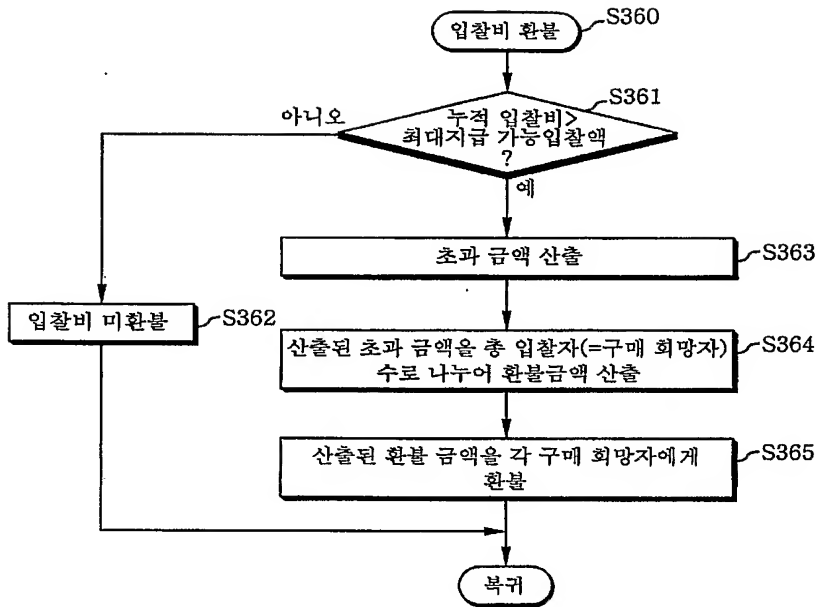 입찰비 환불
S360
S361
아니오
누적 입찰비>
최대지급 가능입찰액
?
예
초과 금액 산출
S363
입찰비 미환불
S362
산출된 초과 금액을 총 입찰자(=구매 희망자)
수로 나누어 환불금액 산출
S364
산출된 환불 금액을 각 구매 희망자에게
환불
S365
복귀